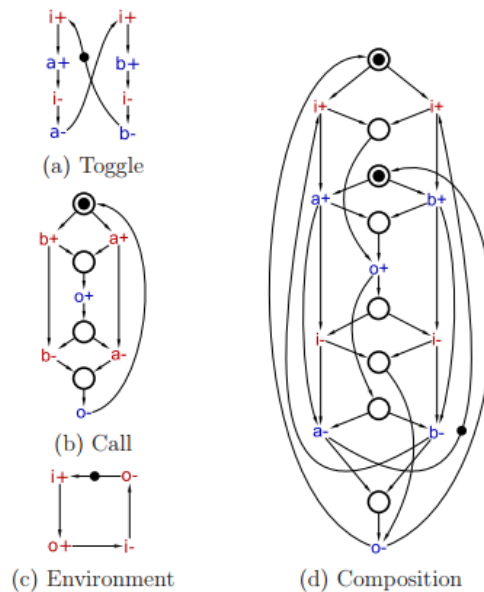 i+ i+
a+ b+
i- i-
a- b-
(a) Toggle
b+ a+
o+
b- a-
o-
(b) Call
i+ o-
o+ i-
(c) Environment
i+ i+
a+ b+
o+
i- i-
a- b-
o-
(d) Composition